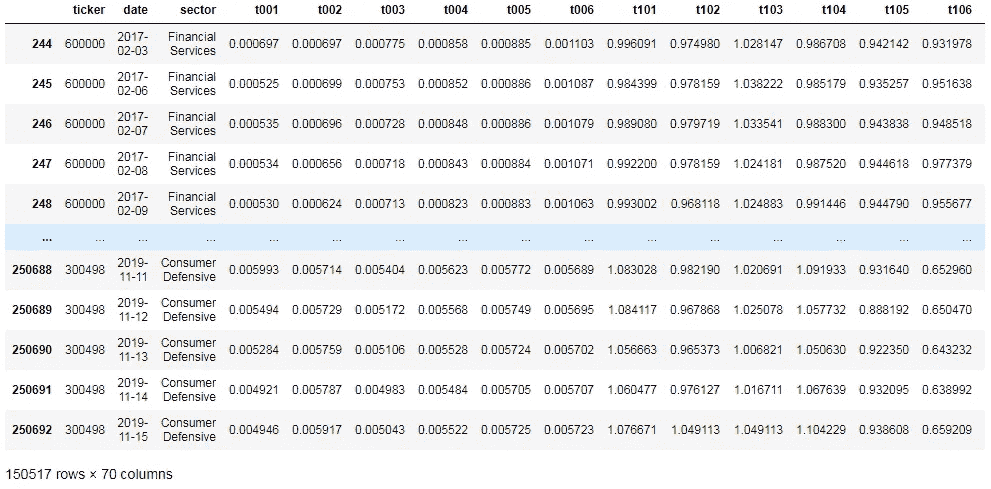 ticker date sector t001 t002 t003 t004 t005 t006 t101 t102 t103 t104 t105 t106
244 600000 2017-02-03 Financial Services 0.000697 0.000697 0.000775 0.000858 0.000885 0.001103 0.996091 0.974980 1.028147 0.986708 0.942142 0.931978
245 600000 2017-02-06 Financial Services 0.000525 0.000699 0.000753 0.000852 0.000886 0.001087 0.984399 0.978159 1.038222 0.985179 0.935257 0.951638
246 600000 2017-02-07 Financial Services 0.000535 0.000696 0.000728 0.000848 0.000886 0.001079 0.989080 0.979719 1.033541 0.988300 0.943838 0.948518
247 600000 2017-02-08 Financial Services 0.000534 0.000656 0.000718 0.000843 0.000884 0.001071 0.992200 0.978159 1.024181 0.987520 0.944618 0.977379
248 600000 2017-02-09 Financial Services 0.000530 0.000624 0.000713 0.000823 0.000883 0.001063 0.993002 0.968118 1.024883 0.991446 0.944790 0.955677
... ... ... ... ... ... ... ... ... ... ... ... ... ... ... ...
250688 300498 2019-11-11 Consumer Defensive 0.005993 0.005714 0.005404 0.005623 0.005772 0.005689 1.083028 0.982190 1.020691 1.091933 0.931640 0.652960
250689 300498 2019-11-12 Consumer Defensive 0.005494 0.005729 0.005172 0.005568 0.005749 0.005695 1.084117 0.967868 1.025078 1.057732 0.888192 0.650470
250690 300498 2019-11-13 Consumer Defensive 0.005284 0.005759 0.005106 0.005528 0.005724 0.005702 1.056663 0.965373 1.006821 1.050630 0.922350 0.643232
250691 300498 2019-11-14 Consumer Defensive 0.004921 0.005787 0.004983 0.005484 0.005705 0.005707 1.060477 0.976127 1.016711 1.067639 0.932095 0.638992
250692 300498 2019-11-15 Consumer Defensive 0.004946 0.005917 0.005043 0.005522 0.005725 0.005723 1.076671 1.049113 1.049113 1.104229 0.938608 0.659209
150517 rows × 70 columns